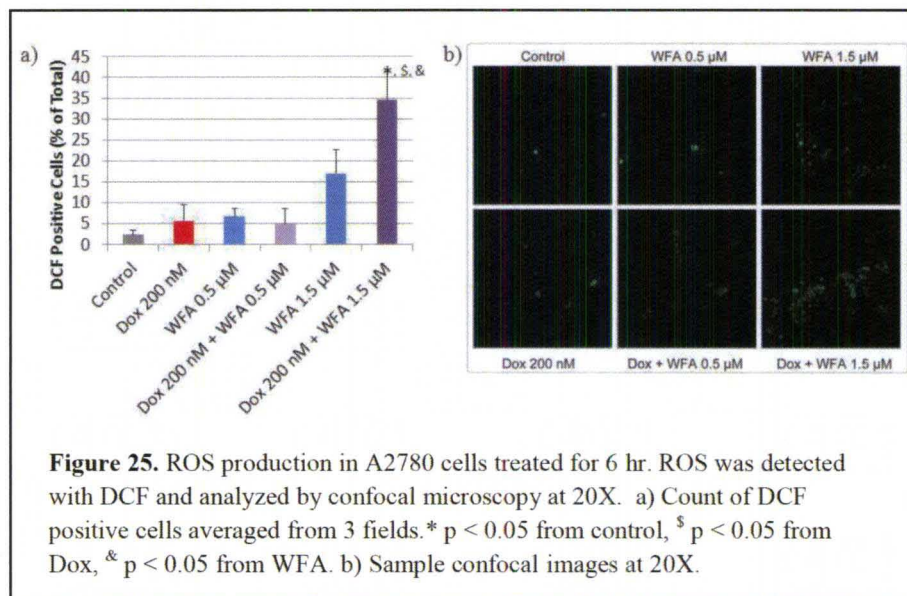 a)
45
40
35
30
25
20
15
10
5
0
DCF Positive Cells (% of Total)
*, $, &
Control
Dox 200 nM
WFA 0.5 µM
Dox 200 nM + WFA 0.5 µM
WFA 1.5 µM
Dox 200 nM + WFA 1.5 µM
b)
Control WFA 0.5 µM WFA 1.5 µM
Dox 200 nM Dox + WFA 0.5 µM Dox + WFA 1.5 µM
Figure 25. ROS production in A2780 cells treated for 6 hr. ROS was detected
with DCF and analyzed by confocal microscopy at 20X. a) Count of DCF
positive cells averaged from 3 fields.* p < 0.05 from control, $ p < 0.05 from
Dox, & p < 0.05 from WFA. b) Sample confocal images at 20X.